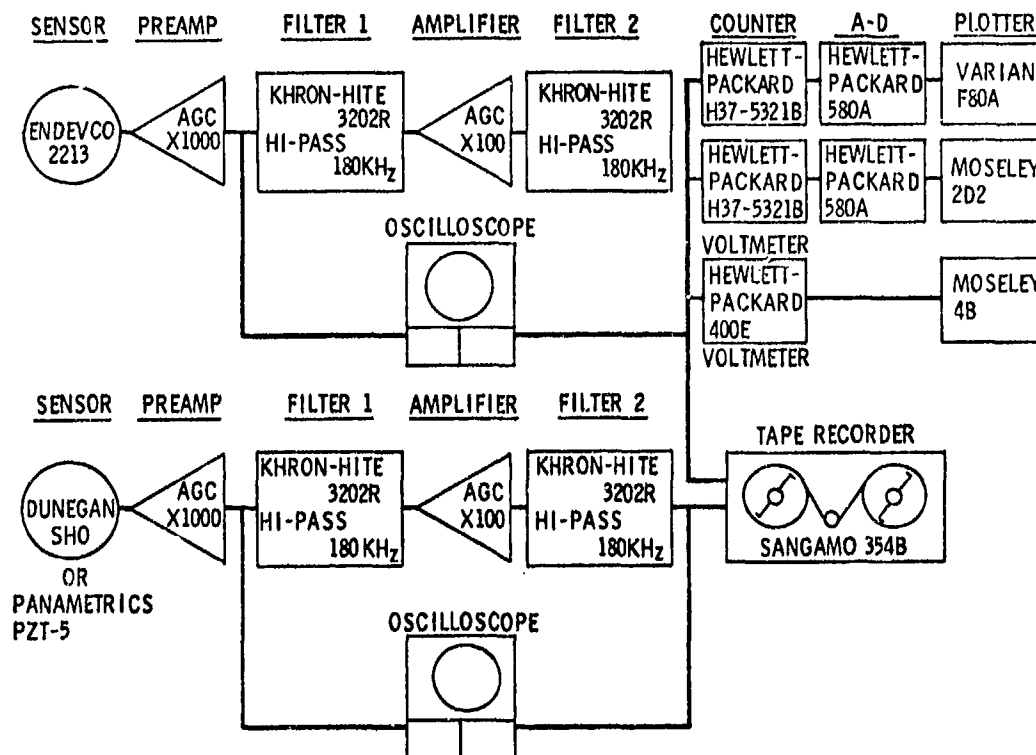 SENSOR PREAMP FILTER 1 AMPLIFIER FILTER 2 COUNTER A-D PLOTTER
ENDEVCO
2213
AGC
X1000
KHRON-HITE
3202R
HI-PASS
180KHz
AGC
X100
KHRON-HITE
3202R
HI-PASS
180KHz
HEWLETT-
PACKARD
H37-5321B
HEWLETT-
PACKARD
580A
VARIAN
F80A
HEWLETT-
PACKARD
H37-5321B
HEWLETT-
PACKARD
580A
MOSELEY
2D2
OSCILLOSCOPE
VOLTMETER
HEWLETT-
PACKARD
400E
VOLTMETER
MOSELEY
4B
SENSOR PREAMP FILTER 1 AMPLIFIER FILTER 2
DUNEGAN
SHO
OR
PANAMETRICS
PZT-5
AGC
X1000
KHRON-HITE
3202R
HI-PASS
180KHz
AGC
X100
KHRON-HITE
3202R
HI-PASS
180KHz
TAPE RECORDER
SANGAMO 354B
OSCILLOSCOPE